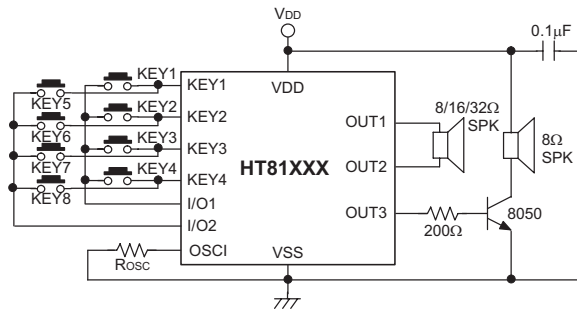 VDD
0.1μF
KEY1
KEY5
KEY2
KEY6
KEY3
KEY7
KEY4
KEY8
KEY1
KEY2
KEY3
KEY4
I/O1
I/O2
OSCI
VDD
HT81XXX
VSS
OUT1
OUT2
OUT3
8/16/32Ω
SPK
8Ω
SPK
200Ω
8050
ROSC